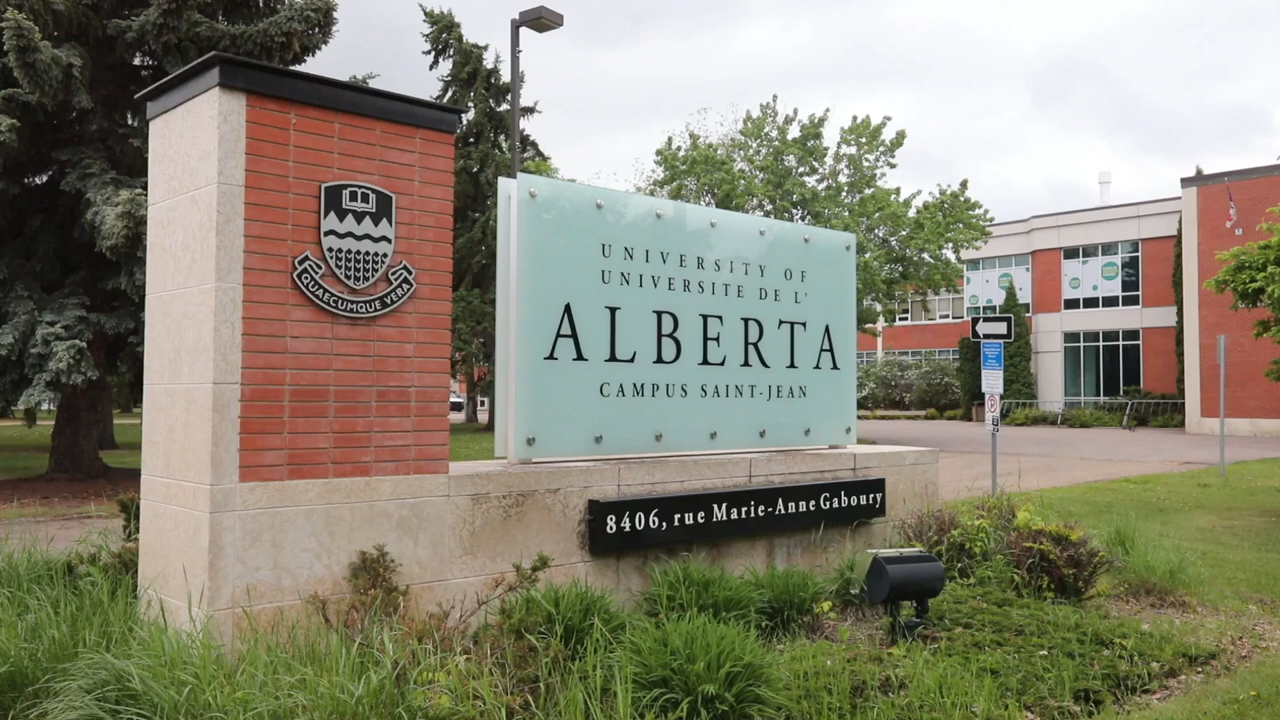 QUAECUMQUE VERA
UNIVERSITY OF
UNIVERSITE DE L'
ALBERTA
CAMPUS SAINT-JEAN
8406, rue Marie-Anne Gaboury